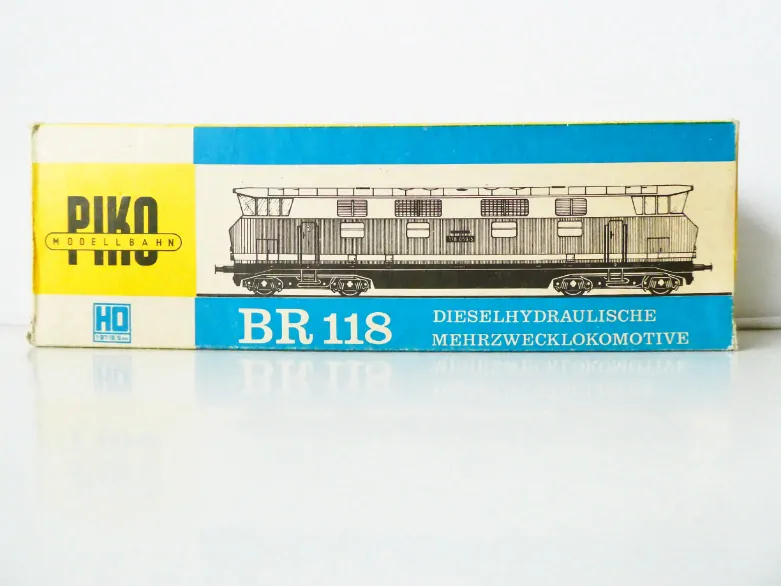 PIKO
MODELLBAHN
HO
BR 118
DIESELHYDRAULISCHE
MEHRZWECKLOKOMOTIVE